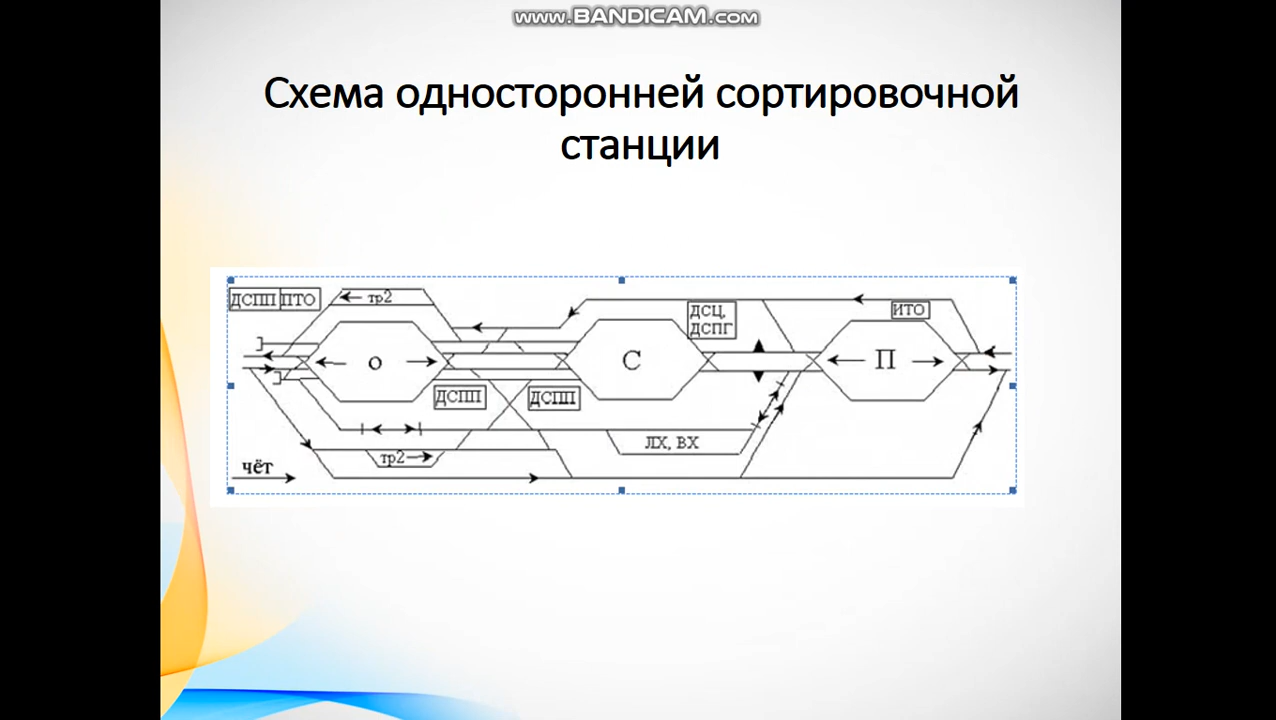 www.BANDICAM.com
Схема односторонней сортировочной
станции
ДСПП ПТО
тр2
ДСЦ,
ДСПГ
ИТО
о
С
П
ДСПП
ДСПП
ЛХ, ВХ
тр2
чёт